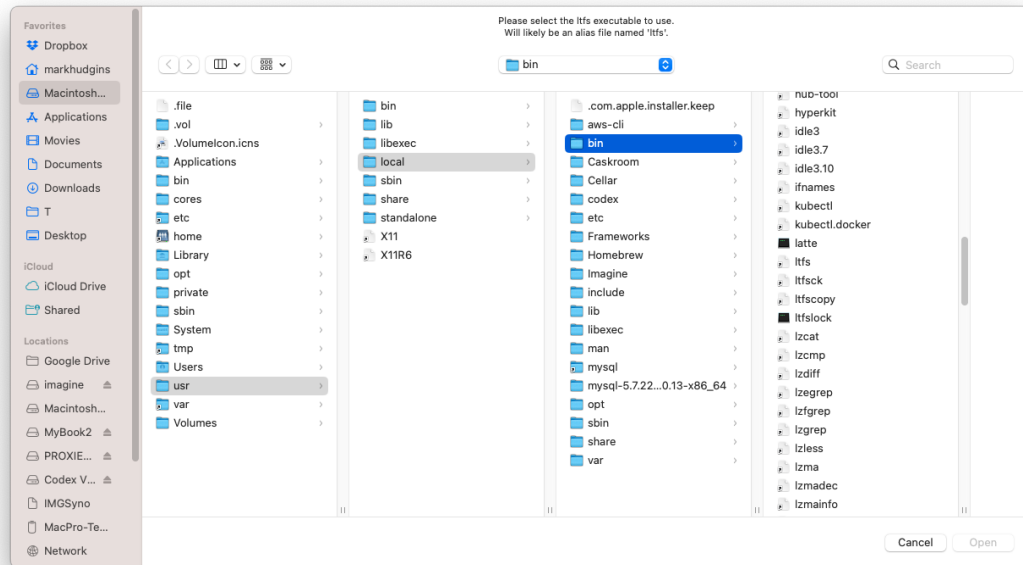 Please select the ltfs executable to use.
Will likely be an alias file named 'ltfs'.
bin
Search
Favorites
Dropbox
markhudgins
Macintosh...
Applications
Movies
Documents
Downloads
T
Desktop
iCloud
iCloud Drive
Shared
Locations
Google Drive
imagine
Macintosh...
MyBook2
PROXIE...
Codex V...
IMGSyno
MacPro-Te...
Network
.file
.vol
.VolumeIcon.icns
Applications
bin
cores
etc
home
Library
opt
private
sbin
System
tmp
Users
usr
var
Volumes
bin
lib
libexec
local
sbin
share
standalone
X11
X11R6
.com.apple.installer.keep
aws-cli
bin
Caskroom
Cellar
codex
etc
Frameworks
Homebrew
Imagine
include
lib
libexec
man
mysql
mysql-5.7.22...0.13-x86_64
opt
sbin
share
var
hub-tool
hyperkit
idle3
idle3.7
idle3.10
ifnames
kubectl
kubectl.docker
latte
ltfs
ltfsck
ltfscopy
ltfslock
lzcat
lzcmp
lzdiff
lzegrep
lzfgrep
lzgrep
lzless
lzma
lzmadec
lzmainfo
Cancel
Open